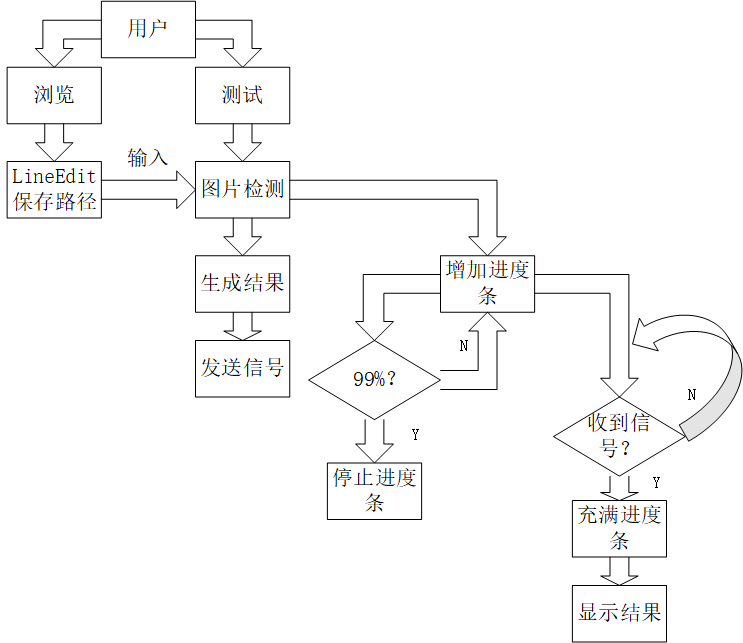 用户
浏览
测试
输入
LineEdit
保存路径
图片检测
生成结果
增加进度
条
发送信号
N
99%?
N
收到信
号?
Y
停止进度
条
Y
充满进度
条
显示结果